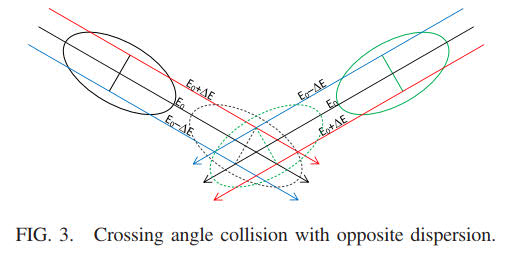 E₀+ΔE
E₀
E₀-ΔE
E₀-ΔE
E₀
E₀+ΔE
FIG. 3. Crossing angle collision with opposite dispersion.